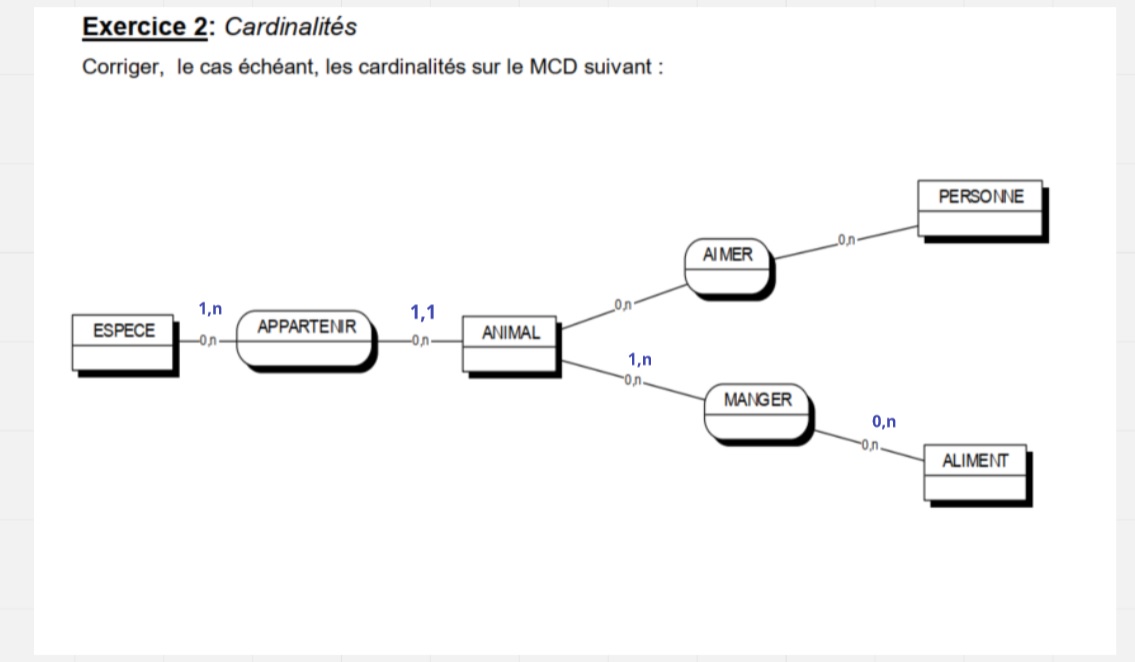 Exercice 2: Cardinalités
Corriger, le cas échéant, les cardinalités sur le MCD suivant :
PERSONNE
0,n
AIMER
0,n
1,n
1,1
ESPECE
0,n
APPARTENIR
0,n
ANIMAL
1,n
0,n
MANGER
0,n
0,n
ALIMENT